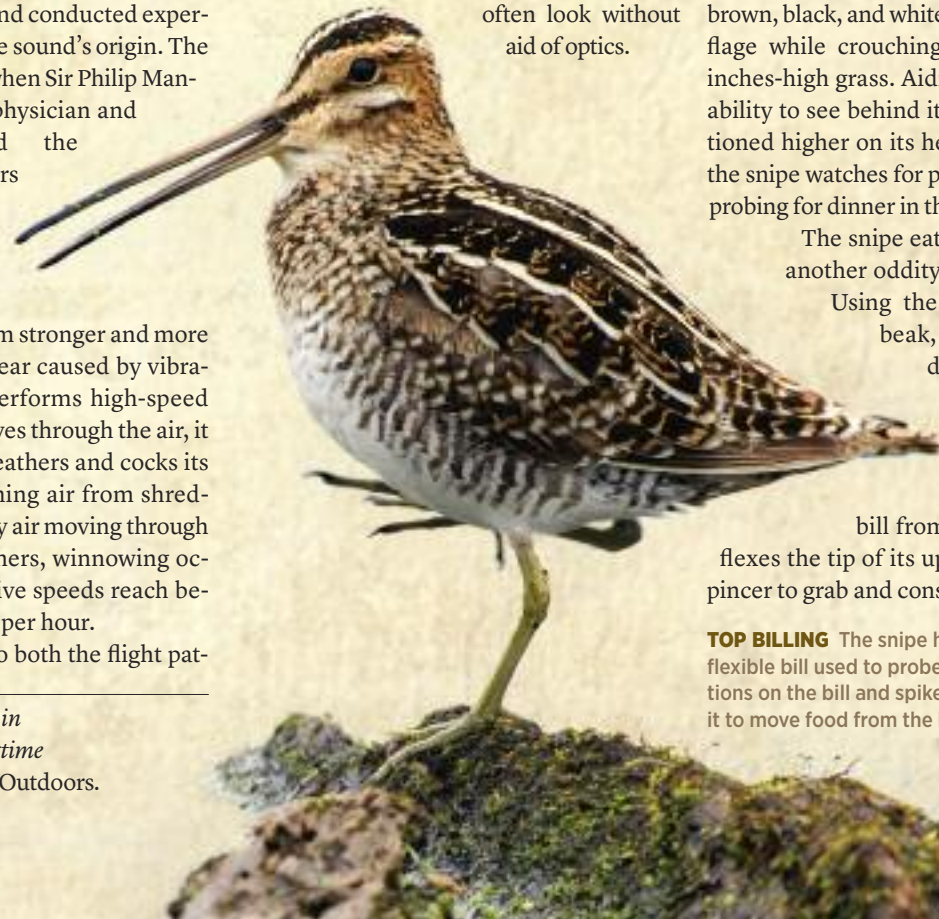 nd conducted exper-
e sound's origin. The
when Sir Philip Man-
physician and
d the
rs
m stronger and more
ear caused by vibra-
erforms high-speed
ves through the air, it
eathers and cocks its
ning air from shred-
y air moving through
hers, winnowing oc-
ive speeds reach be-
per hour.
o both the flight pat-
in
time
Outdoors.
often look without
aid of optics.
brown, black, and white
flage while crouching
inches-high grass. Aid
ability to see behind it
tioned higher on its he
the snipe watches for p
probing for dinner in th
The snipe eat
another oddity
Using the
beak,
d
bill from
flexes the tip of its up
pincer to grab and cons
TOP BILLING The snipe h
flexible bill used to probe
tions on the bill and spike
it to move food from the